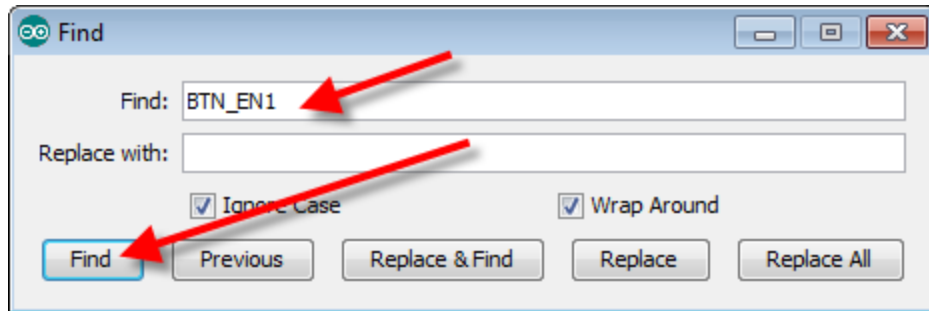 Find
Find: BTN_EN1
Replace with:
Ignore Case Wrap Around
Find Previous Replace & Find Replace Replace All